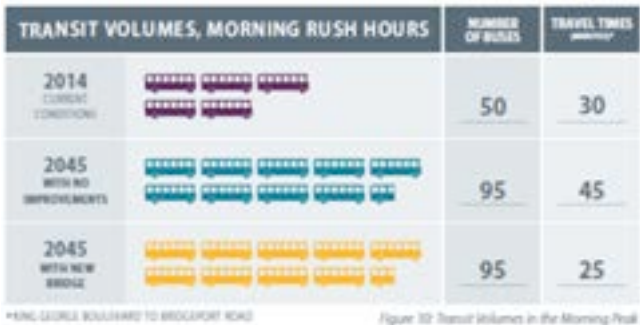 TRANSIT VOLUMES, MORNING RUSH HOURS
NUMBER OF BUSES
TRAVEL TIMES (MINUTES)*
2014
CURRENT
CONDITIONS
50
30
2045
WITH NO
IMPROVEMENTS
95
45
2045
WITH NEW
BRIDGE
95
25
*KING GEORGE BOULEVARD TO BRIDGEPORT ROAD
Figure 10: Transit Volumes in the Morning Peak